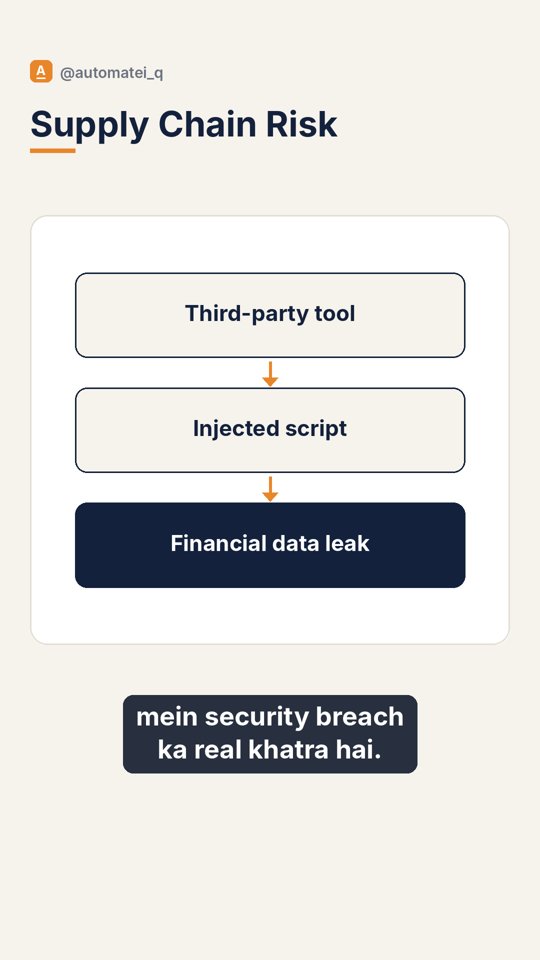 A
@automatei_q
Supply Chain Risk
Third-party tool
Injected script
Financial data leak
mein security breach
ka real khatra hai.